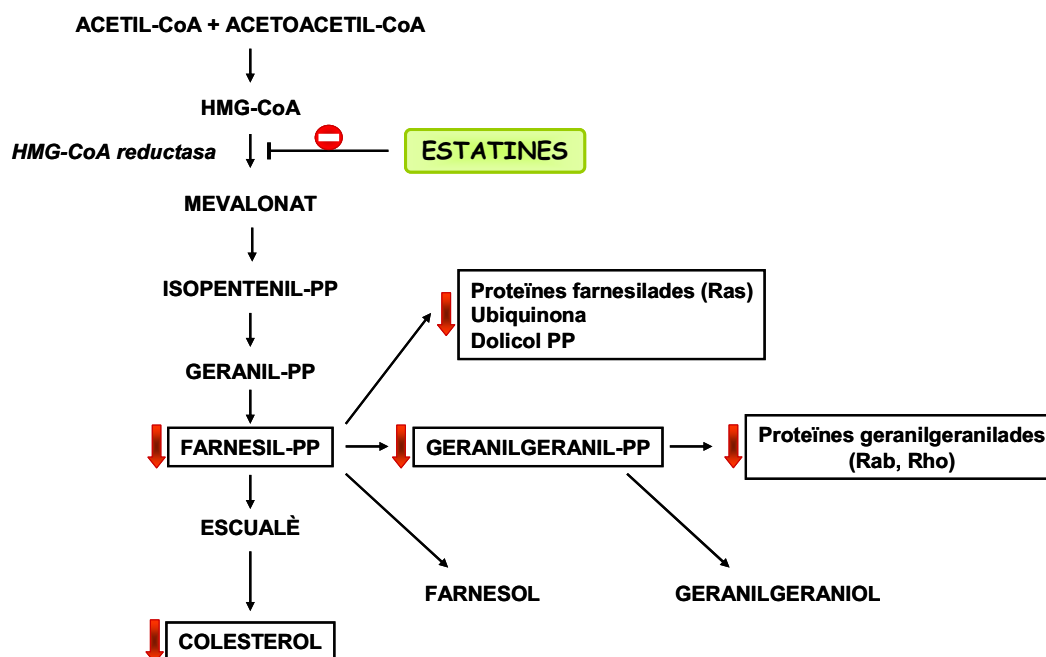 ACETIL-CoA + ACETOACETIL-CoA
HMG-CoA
HMG-CoA reductasa
ESTATINES
MEVALONAT
ISOPENTENIL-PP
Proteïnes farnesilades (Ras)
Ubiquinona
Dolicol PP
GERANIL-PP
FARNESIL-PP
GERANILGERANIL-PP
Proteïnes geranilgeranilades
(Rab, Rho)
ESCUALÈ
FARNESOL
GERANILGERANIOL
COLESTEROL